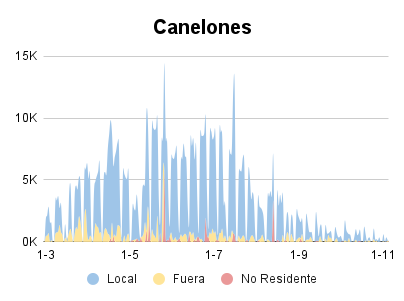 Canelones
15K
10K
5K
0K
1-3 1-5 1-7 1-9 1-11
Local Fuera No Residente